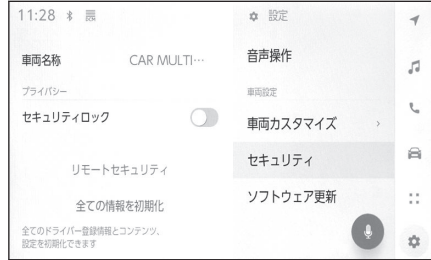 11:28
車両名称 CAR MULTI…
プライバシー
セキュリティロック
リモートセキュリティ
全ての情報を初期化
全てのドライバー登録情報とコンテンツ、
設定を初期化できます
設定
音声操作
車両設定
車両カスタマイズ
セキュリティ
ソフトウェア更新